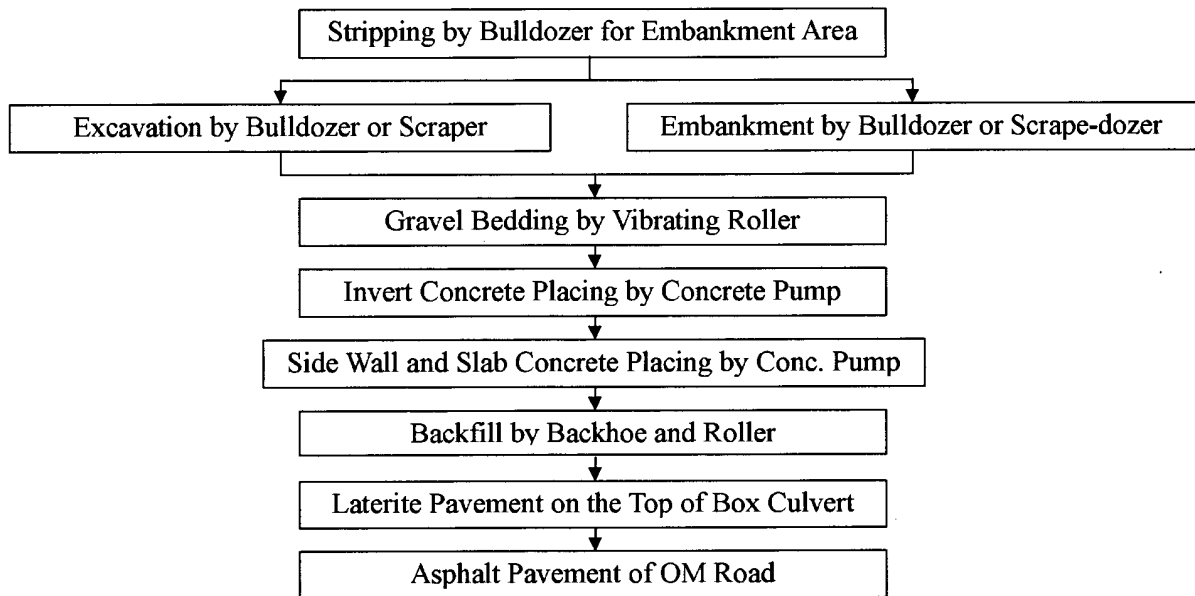 Stripping by Bulldozer for Embankment Area
Excavation by Bulldozer or Scraper
Embankment by Bulldozer or Scrape-dozer
Gravel Bedding by Vibrating Roller
Invert Concrete Placing by Concrete Pump
Side Wall and Slab Concrete Placing by Conc. Pump
Backfill by Backhoe and Roller
Laterite Pavement on the Top of Box Culvert
Asphalt Pavement of OM Road